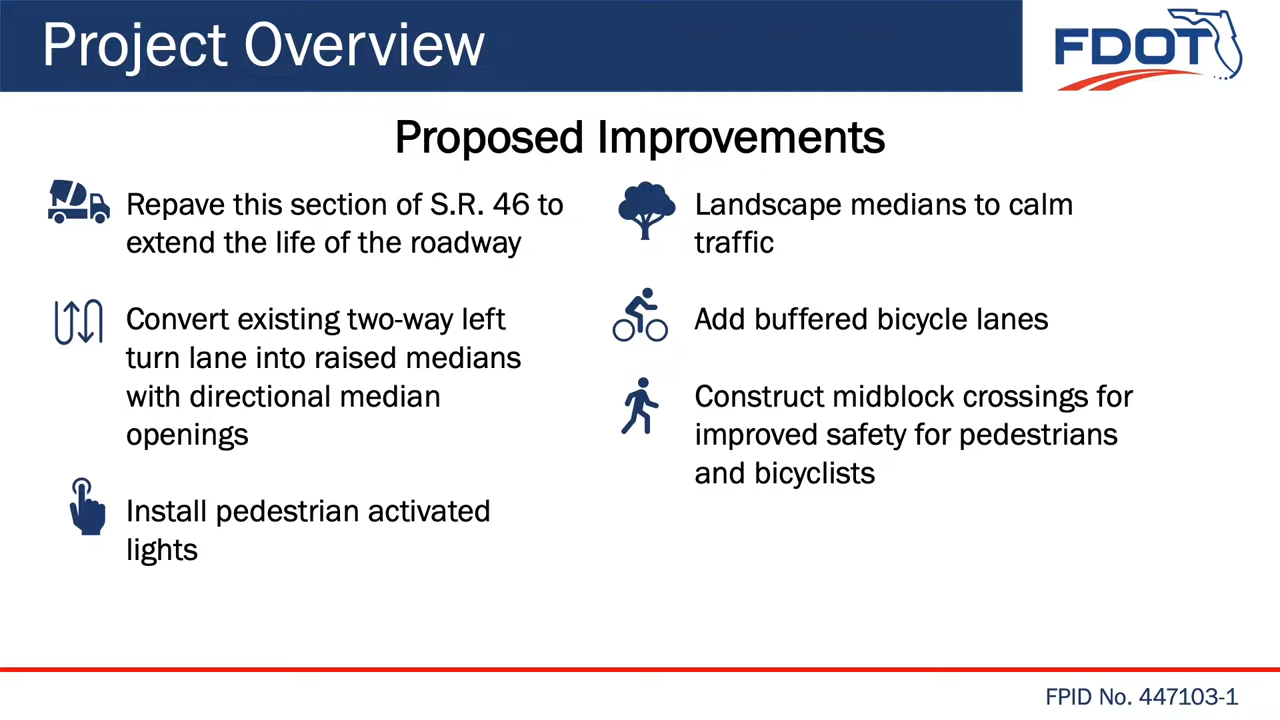 Project Overview
FDOT
Proposed Improvements
Repave this section of S.R. 46 to
extend the life of the roadway
Convert existing two-way left
turn lane into raised medians
with directional median
openings
Install pedestrian activated
lights
Landscape medians to calm
traffic
Add buffered bicycle lanes
Construct midblock crossings for
improved safety for pedestrians
and bicyclists
FPID No. 447103-1